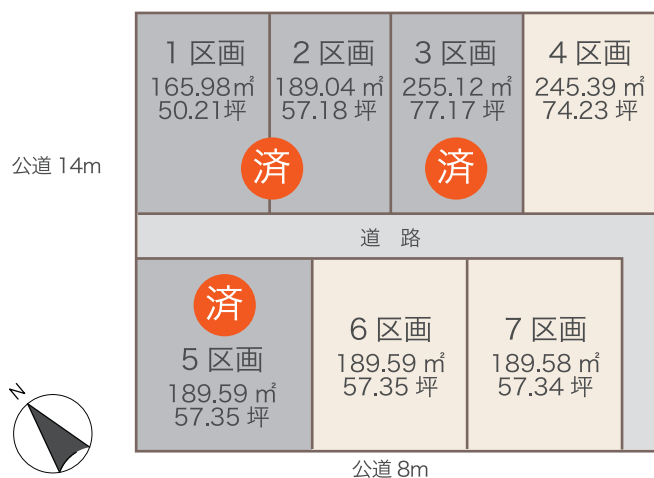 1 区画
165.98㎡
50.21坪
2 区画
189.04 ㎡
57.18 坪
済
3 区画
255.12 ㎡
77.17 坪
済
4 区画
245.39 ㎡
74.23 坪
公道 14m
道 路
済
5 区画
189.59 ㎡
57.35 坪
6 区画
189.59 ㎡
57.35 坪
7 区画
189.58 ㎡
57.34 坪
N
公道 8m